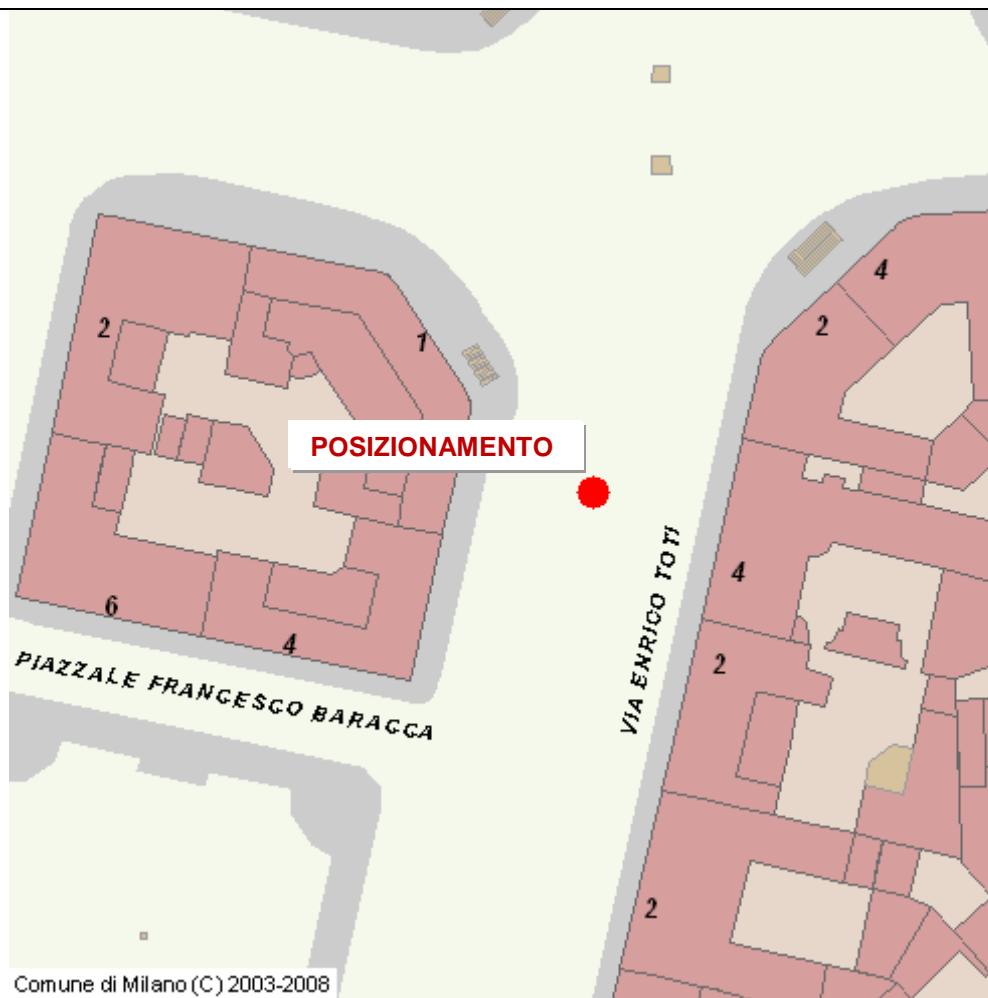 4
2
2
1
POSIZIONAMENTO
VIA ENRICO TOTI
4
6
4
2
PIAZZALE FRANCESCO BARACCA
2
Comune di Milano (C) 2003-2008